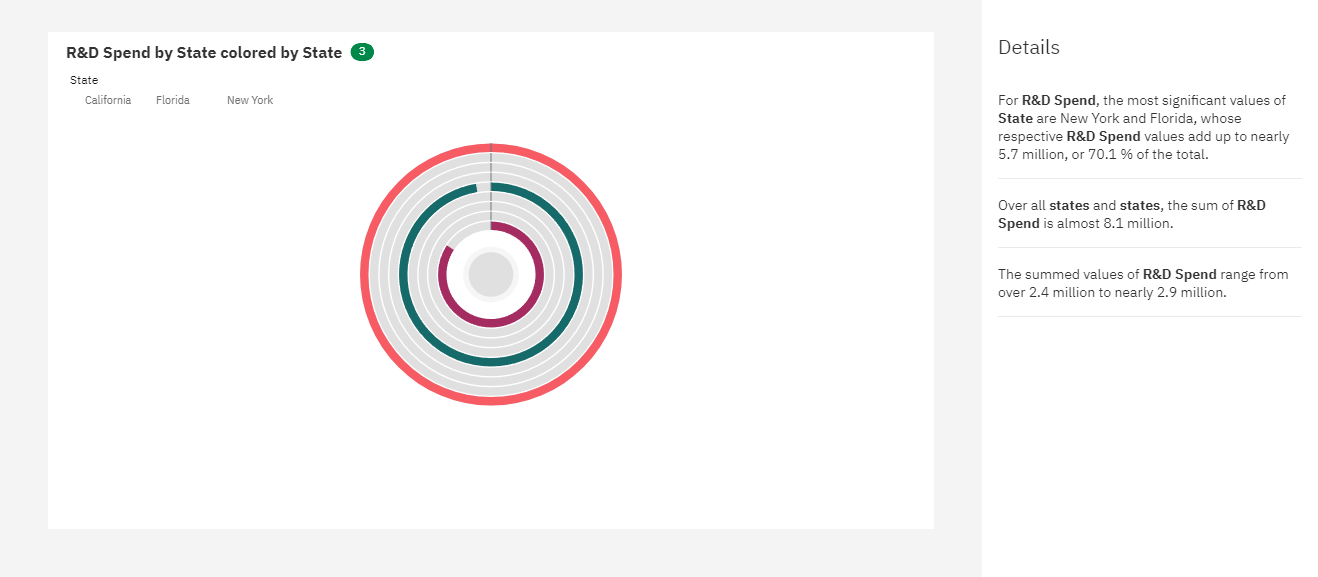 R&D Spend by State colored by State 3
State
California Florida New York
Details
For R&D Spend, the most significant values of
State are New York and Florida, whose
respective R&D Spend values add up to nearly
5.7 million, or 70.1 % of the total.
Over all states and states, the sum of R&D
Spend is almost 8.1 million.
The summed values of R&D Spend range from
over 2.4 million to nearly 2.9 million.